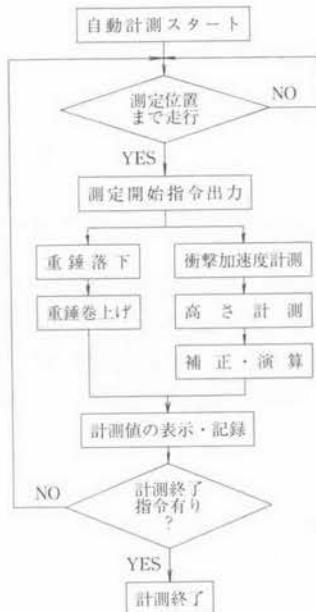 自動計測スタート
測定位置
まで走行
NO
YES
測定開始指令出力
重錘落下
衝撃加速度計測
重錘巻上げ
高さ計測
補正・演算
計測値の表示・記録
NO
計測終了
指令有り
?
YES
計測終了